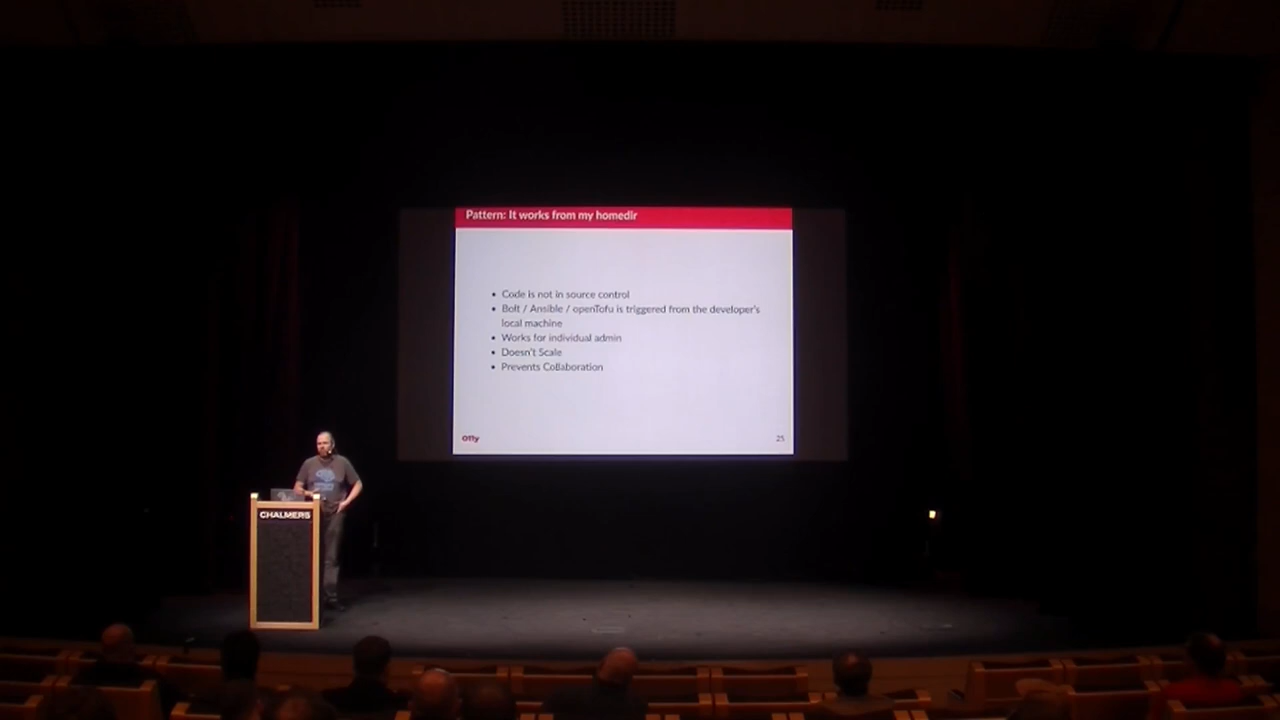 Pattern: It works from my homedir
• Code is not in source control
• Bolt / Ansible / openTofu is triggered from the developer's
local machine
• Works for individual admin
• Doesn't Scale
• Prevents Collaboration
O11y
25
CHALMERS